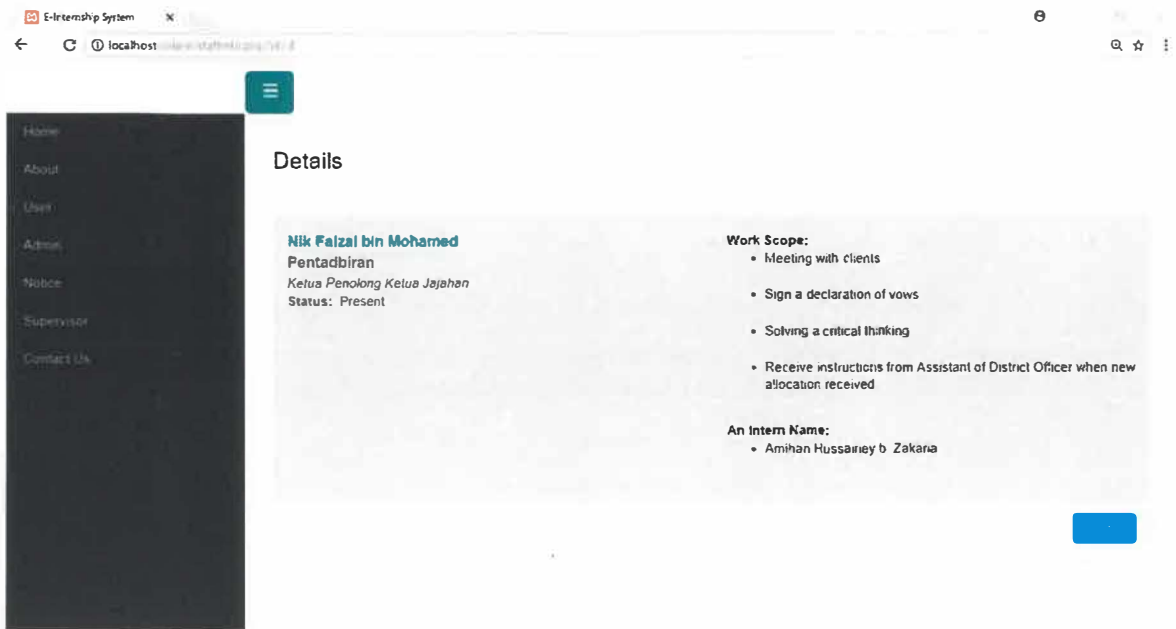 E-Internship System
localhost
Home
About
User
Admin
Notice
Supervisor
Contact Us
Details
Nik Faizal bin Mohamed
Pentadbiran
Ketua Penolong Ketua Jajahan
Status: Present
Work Scope:
• Meeting with clients
• Sign a declaration of vows
• Solving a critical thinking
• Receive instructions from Assistant of District Officer when new
allocation received
An Intern Name:
• Amihan Hussainey b. Zakaria